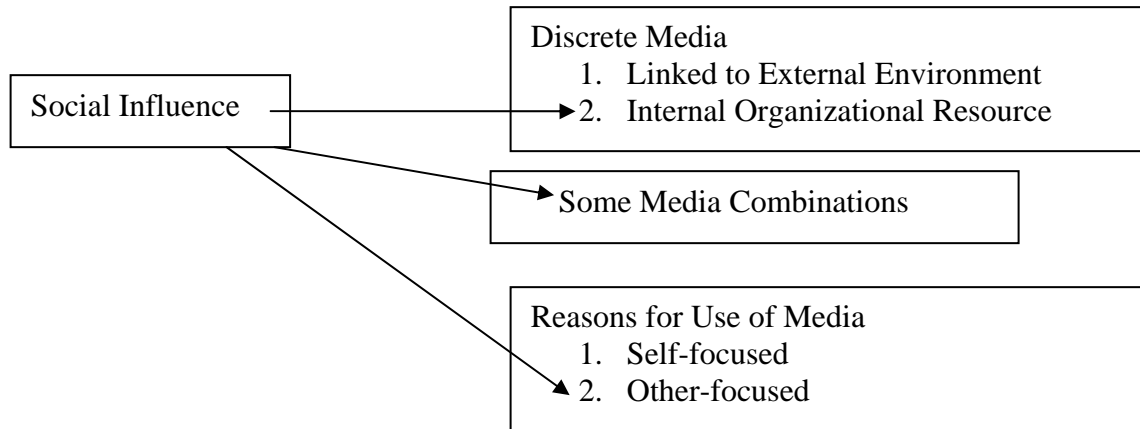 Social Influence
Discrete Media
1. Linked to External Environment
2. Internal Organizational Resource
Some Media Combinations
Reasons for Use of Media
1. Self-focused
2. Other-focused